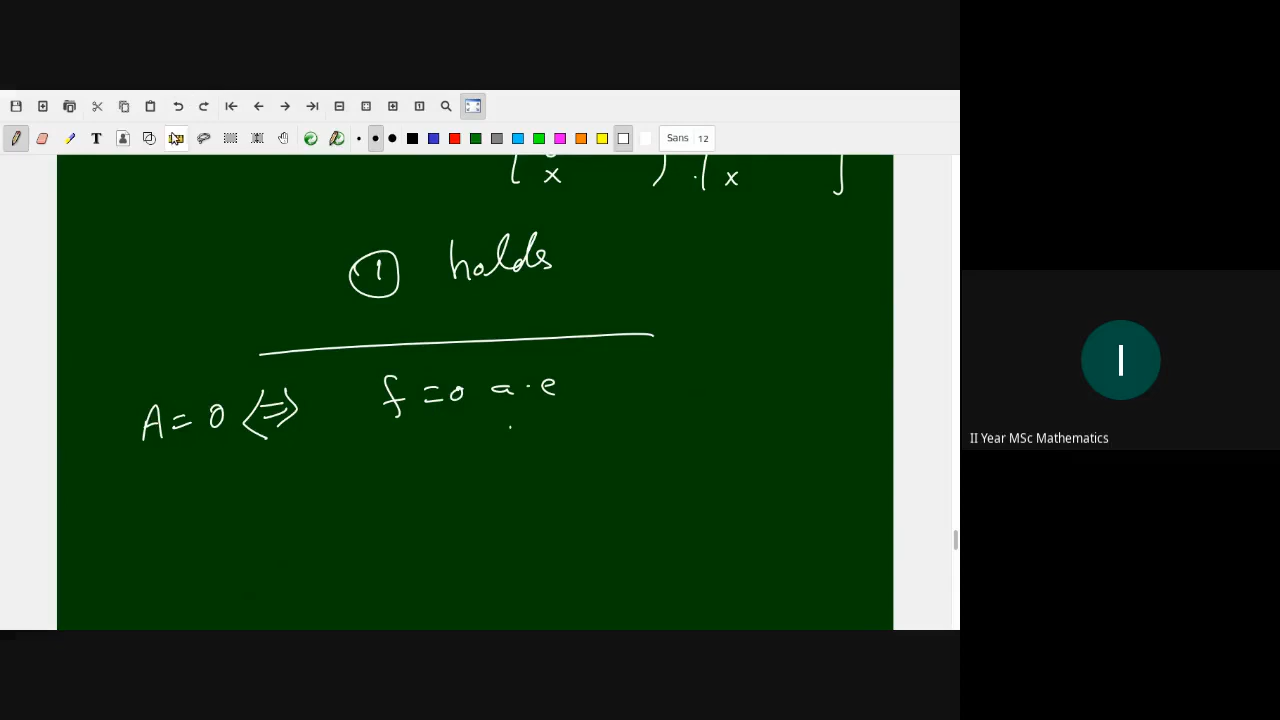 Sans 12
[ x ) . ( x ]
① holds
A = 0 <=> f = 0 a.e
I
II Year MSc Mathematics